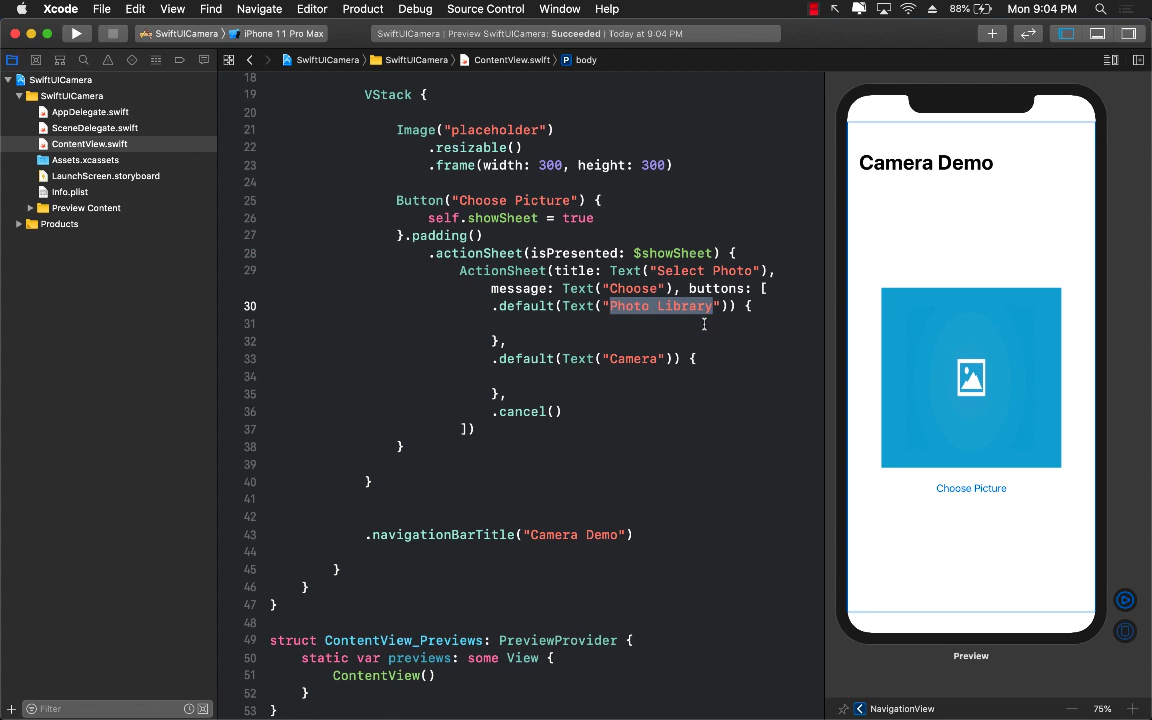 Xcode File Edit View Find Navigate Editor Product Debug Source Control Window Help 88% Mon 9:04 PM
SwiftUICamera iPhone 11 Pro Max SwiftUICamera | Preview SwiftUICamera: Succeeded | Today at 9:04 PM
SwiftUICamera SwiftUICamera ContentView.swift P body
SwiftUICamera
SwiftUICamera
AppDelegate.swift
SceneDelegate.swift
ContentView.swift
Assets.xcassets
LaunchScreen.storyboard
Info.plist
Preview Content
Products
Filter
18
19 VStack {
20
21 Image("placeholder")
22 .resizable()
23 .frame(width: 300, height: 300)
24
25 Button("Choose Picture") {
26 self.showSheet = true
27 }.padding()
28 .actionSheet(isPresented: $showSheet) {
29 ActionSheet(title: Text("Select Photo"),
message: Text("Choose"), buttons: [
30 .default(Text("Photo Library")) {
31
32 },
33 .default(Text("Camera")) {
34
35 },
36 .cancel()
37 ])
38 }
39
40 }
41
42
43 .navigationBarTitle("Camera Demo")
44
45 }
46 }
47 }
48
49 struct ContentView_Previews: PreviewProvider {
50 static var previews: some View {
51 ContentView()
52 }
53 }
Camera Demo
Choose Picture
Preview
NavigationView 75%